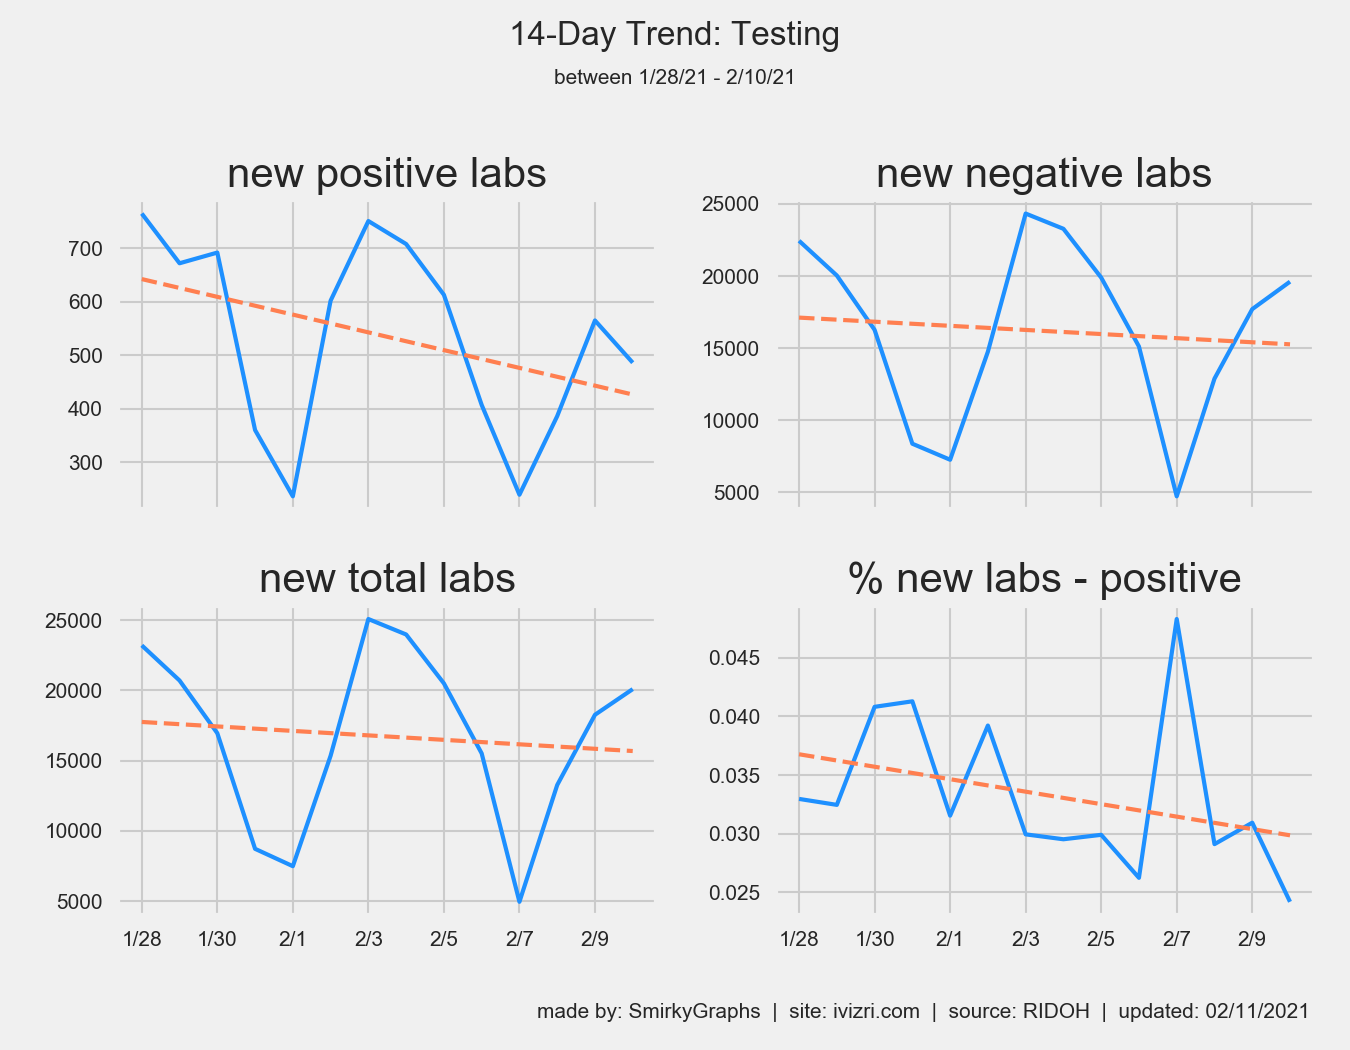 14-Day Trend: Testing
between 1/28/21 - 2/10/21
new positive labs
700
600
500
400
300
new negative labs
25000
20000
15000
10000
5000
new total labs
25000
20000
15000
10000
5000
1/28 1/30 2/1 2/3 2/5 2/7 2/9
% new labs - positive
0.045
0.040
0.035
0.030
0.025
1/28 1/30 2/1 2/3 2/5 2/7 2/9
made by: SmirkyGraphs | site: ivizri.com | source: RIDOH | updated: 02/11/2021